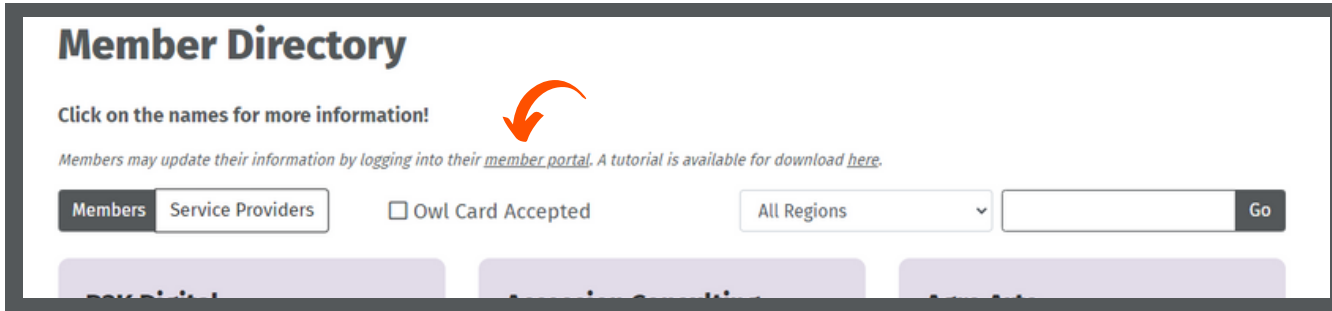 Member Directory
Click on the names for more information!
Members may update their information by logging into their member portal. A tutorial is available for download here.
Members Service Providers Owl Card Accepted All Regions Go